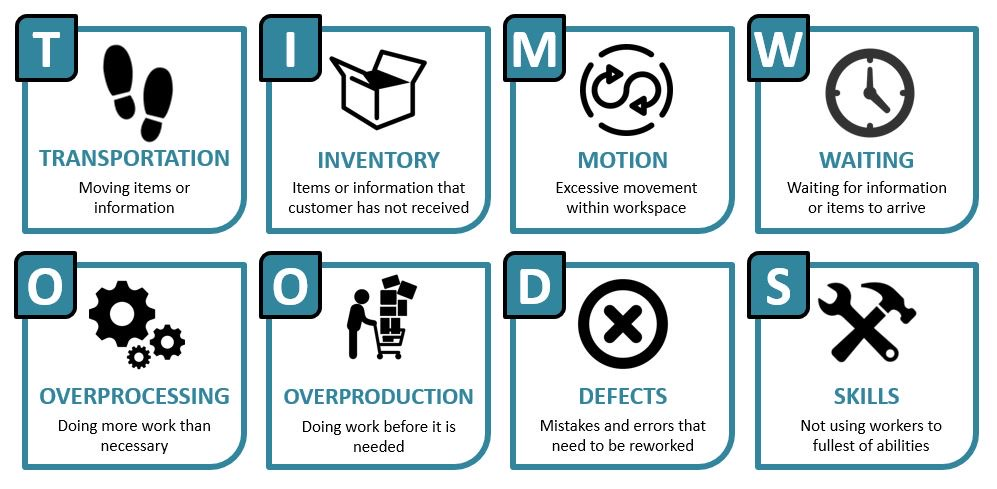 T
TRANSPORTATION
Moving items or
information
I
INVENTORY
Items or information that
customer has not received
M
MOTION
Excessive movement
within workspace
W
WAITING
Waiting for information
or items to arrive
O
OVERPROCESSING
Doing more work than
necessary
O
OVERPRODUCTION
Doing work before it is
needed
D
DEFECTS
Mistakes and errors that
need to be reworked
S
SKILLS
Not using workers to
fullest of abilities